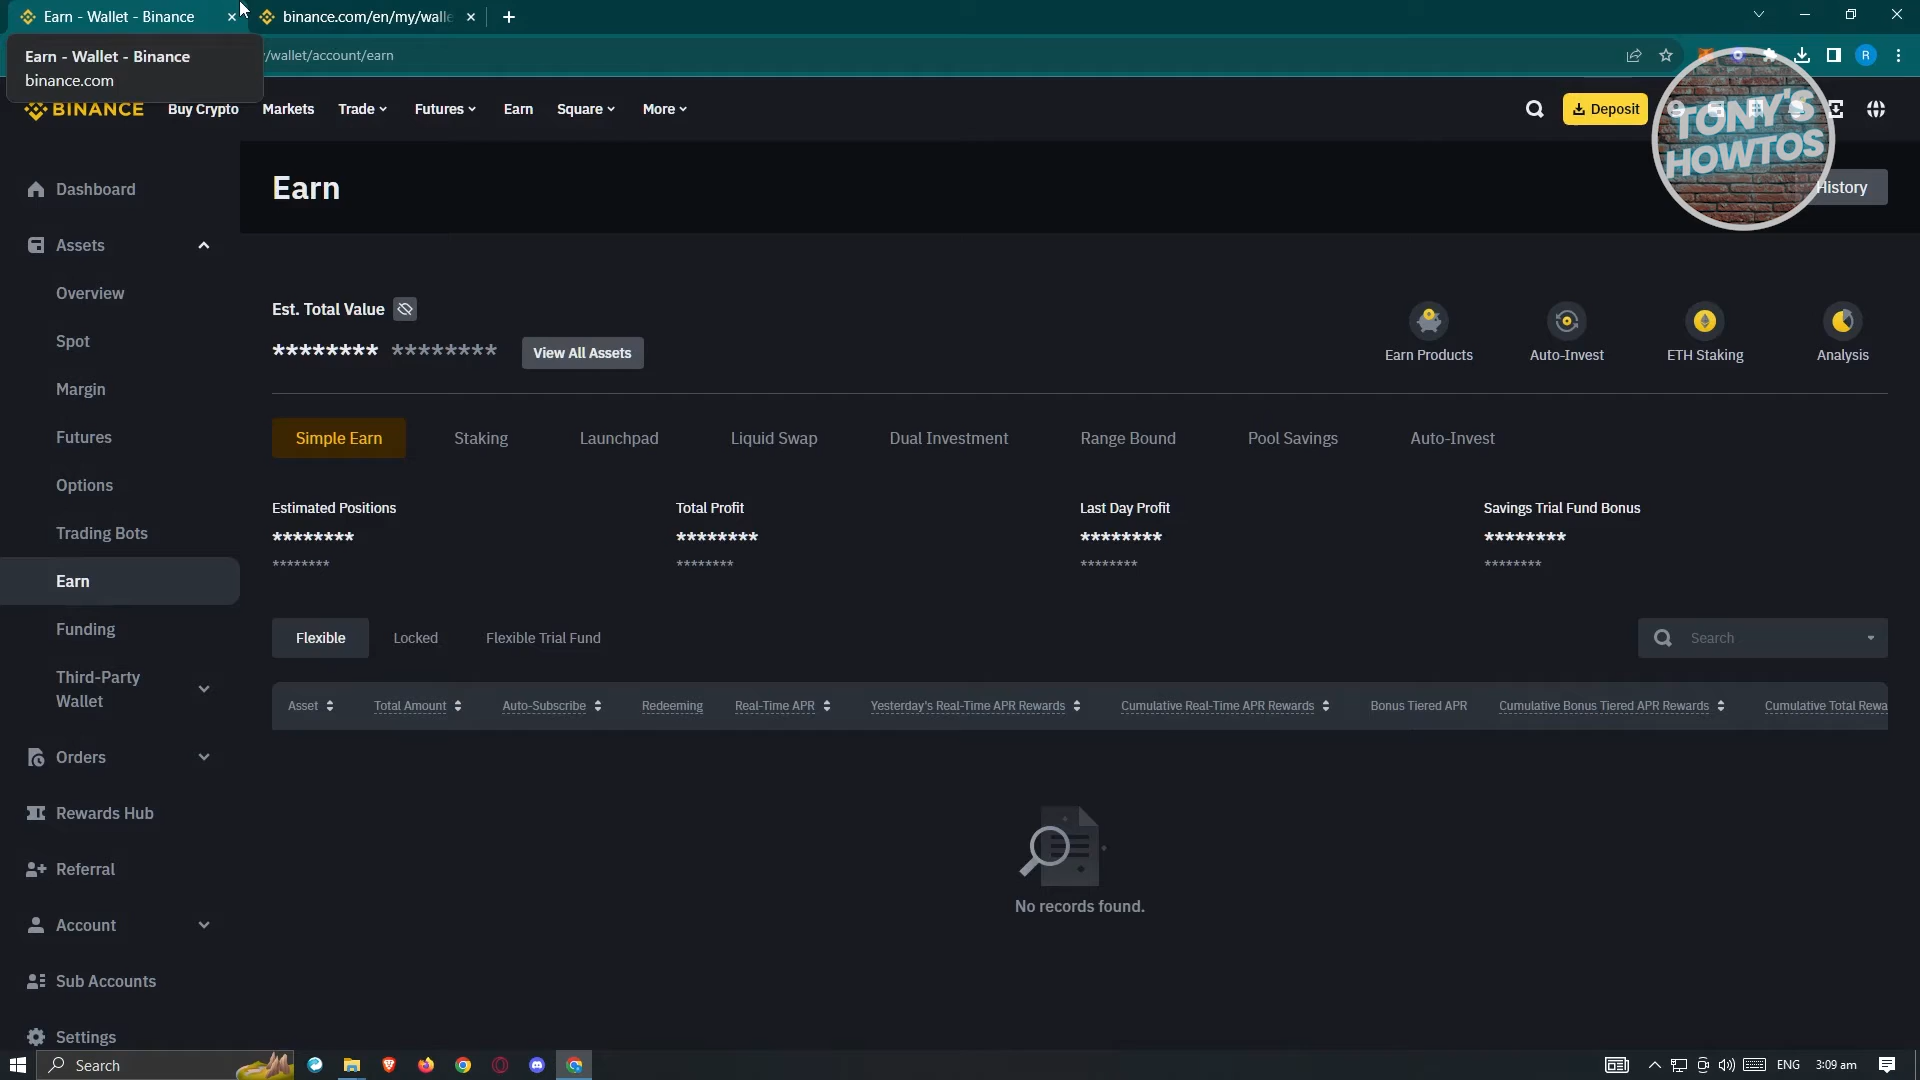 Earn - Wallet - Binance
binance.com/en/my/walle
Earn - Wallet - Binance
binance.com
/wallet/account/earn
R
BINANCE
Buy Crypto
Markets
Trade
Futures
Earn
Square
More
Deposit
TONY'S
HOWTOS
Dashboard
Assets
Overview
Spot
Margin
Futures
Options
Trading Bots
Earn
Funding
Third-Party
Wallet
Orders
Rewards Hub
Referral
Account
Sub Accounts
Settings
Earn
History
Est. Total Value
******** ********
View All Assets
Earn Products
Auto-Invest
ETH Staking
Analysis
Simple Earn
Staking
Launchpad
Liquid Swap
Dual Investment
Range Bound
Pool Savings
Auto-Invest
Estimated Positions
********
********
Total Profit
********
********
Last Day Profit
********
********
Savings Trial Fund Bonus
********
********
Flexible
Locked
Flexible Trial Fund
Search
Asset
Total Amount
Auto-Subscribe
Redeeming
Real-Time APR
Yesterday's Real-Time APR Rewards
Cumulative Real-Time APR Rewards
Bonus Tiered APR
Cumulative Bonus Tiered APR Rewards
Cumulative Total Rewa
No records found.
Search
ENG
3:09 am